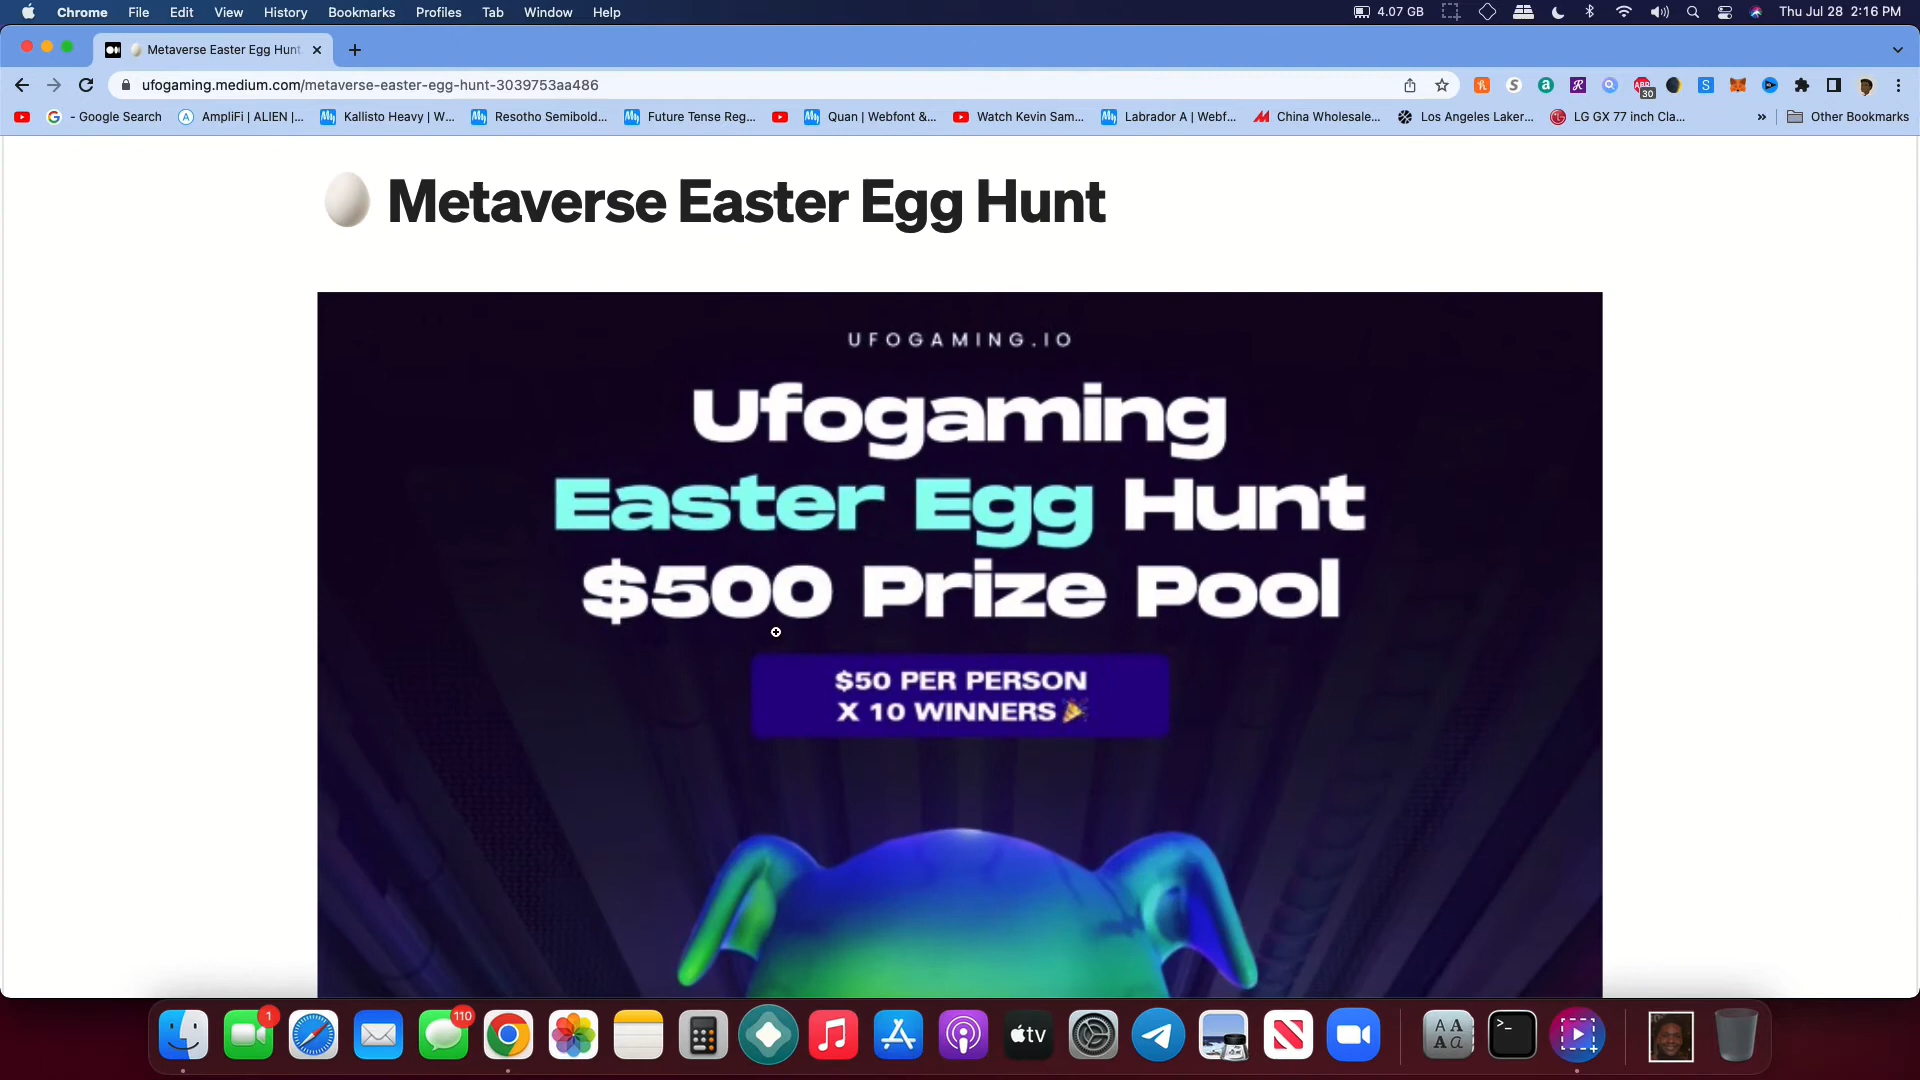 Chrome File Edit View History Bookmarks Profiles Tab Window Help 4.07 GB Thu Jul 28 2:16 PM
Metaverse Easter Egg Hunt
ufogaming.medium.com/metaverse-easter-egg-hunt-3039753aa486
30
- Google Search AmpliFi | ALIEN |... Kallisto Heavy | W... Resotho Semibold... Future Tense Reg... Quan | Webfont &... Watch Kevin Sam... Labrador A | Webf... China Wholesale... Los Angeles Laker... LG GX 77 inch Cla... » Other Bookmarks
🥚 Metaverse Easter Egg Hunt
UFOGAMING.IO
Ufogaming
Easter Egg Hunt
$500 Prize Pool
$50 PER PERSON
X 10 WINNERS🎉
1 110
tv